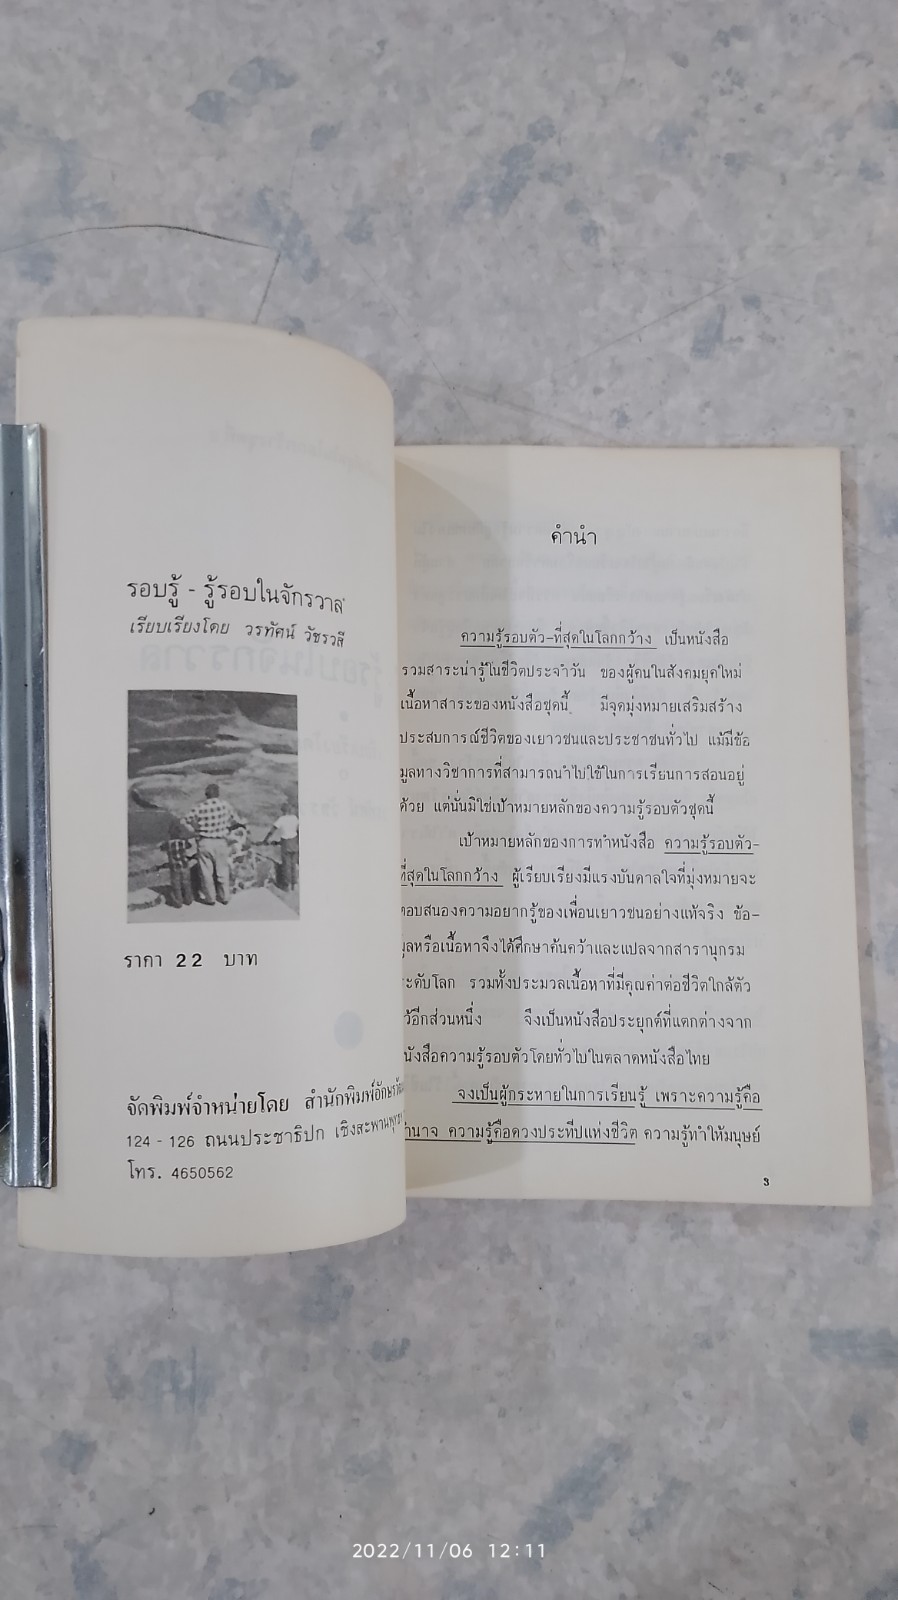 รอบรู้ - รู้รอบในจักรวาล
เรียบเรียงโดย วรทัศน์ วัชรวสี
ราคา 22 บาท
จัดพิมพ์จำหน่ายโดย สำนักพิมพ์
124 - 126 ถนนประชาธิปก เชิงสะพานพุทธ
โทร. 4650562
คำนำ
ความรู้รอบตัว-ที่สุดในโลกกว้าง เป็นหนังสือ
รวมสาระน่ารู้ในชีวิตประจำวัน ของผู้คนในสังคมยุคใหม่
เนื้อหาสาระของหนังสือชุดนี้ มีจุดมุ่งหมายเสริมสร้าง
ประสบการณ์ชีวิตของเยาวชนและประชาชนทั่วไป แม้มีข้อ
มูลทางวิชาการที่สามารถนำไปใช้ในการเรียนการสอนอยู่
ด้วย แต่นั่นมิใช่เป้าหมายหลักของความรู้รอบตัวชุดนี้
เป้าหมายหลักของการทำหนังสือ ความรู้รอบตัว-
ที่สุดในโลกกว้าง ผู้เรียบเรียงมีแรงบันดาลใจที่มุ่งหมายจะ
ตอบสนองความอยากรู้ของเพื่อนเยาวชนอย่างแท้จริง ข้อ-
มูลหรือเนื้อหาจึงได้ศึกษาค้นคว้าและแปลจากสารานุกรม
ระดับโลก รวมทั้งประมวลเนื้อหาที่มีคุณค่าต่อชีวิตใกล้ตัว
ไว้อีกส่วนหนึ่ง จึงเป็นหนังสือประยุกต์ที่แตกต่างจาก
หนังสือความรู้รอบตัวโดยทั่วไปในตลาดหนังสือไทย
จงเป็นผู้กระหายในการเรียนรู้ เพราะความรู้คือ
อำนาจ ความรู้คือดวงประทีปแห่งชีวิต ความรู้ทำให้มนุษย์
3
2022/11/06 12:11